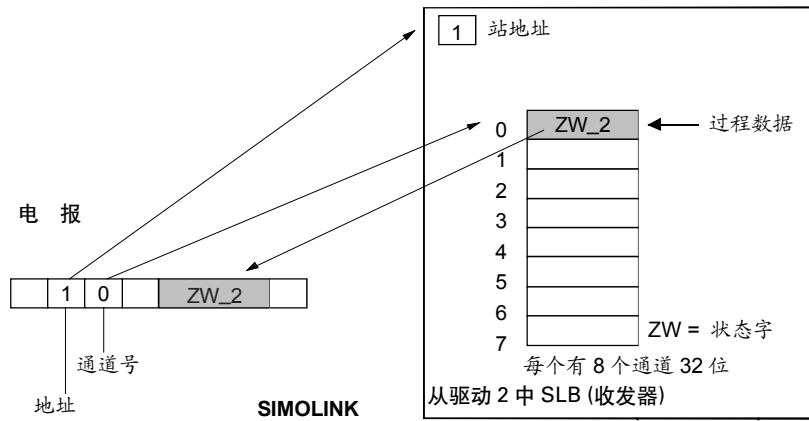 1 站地址
0 ZW_2 过程数据
1
2
3
4
5
6
7
ZW = 状态字
每个有 8 个通道 32 位
从驱动 2 中 SLB (收发器)
电 报
1 0 ZW_2
通道号
地址
SIMOLINK